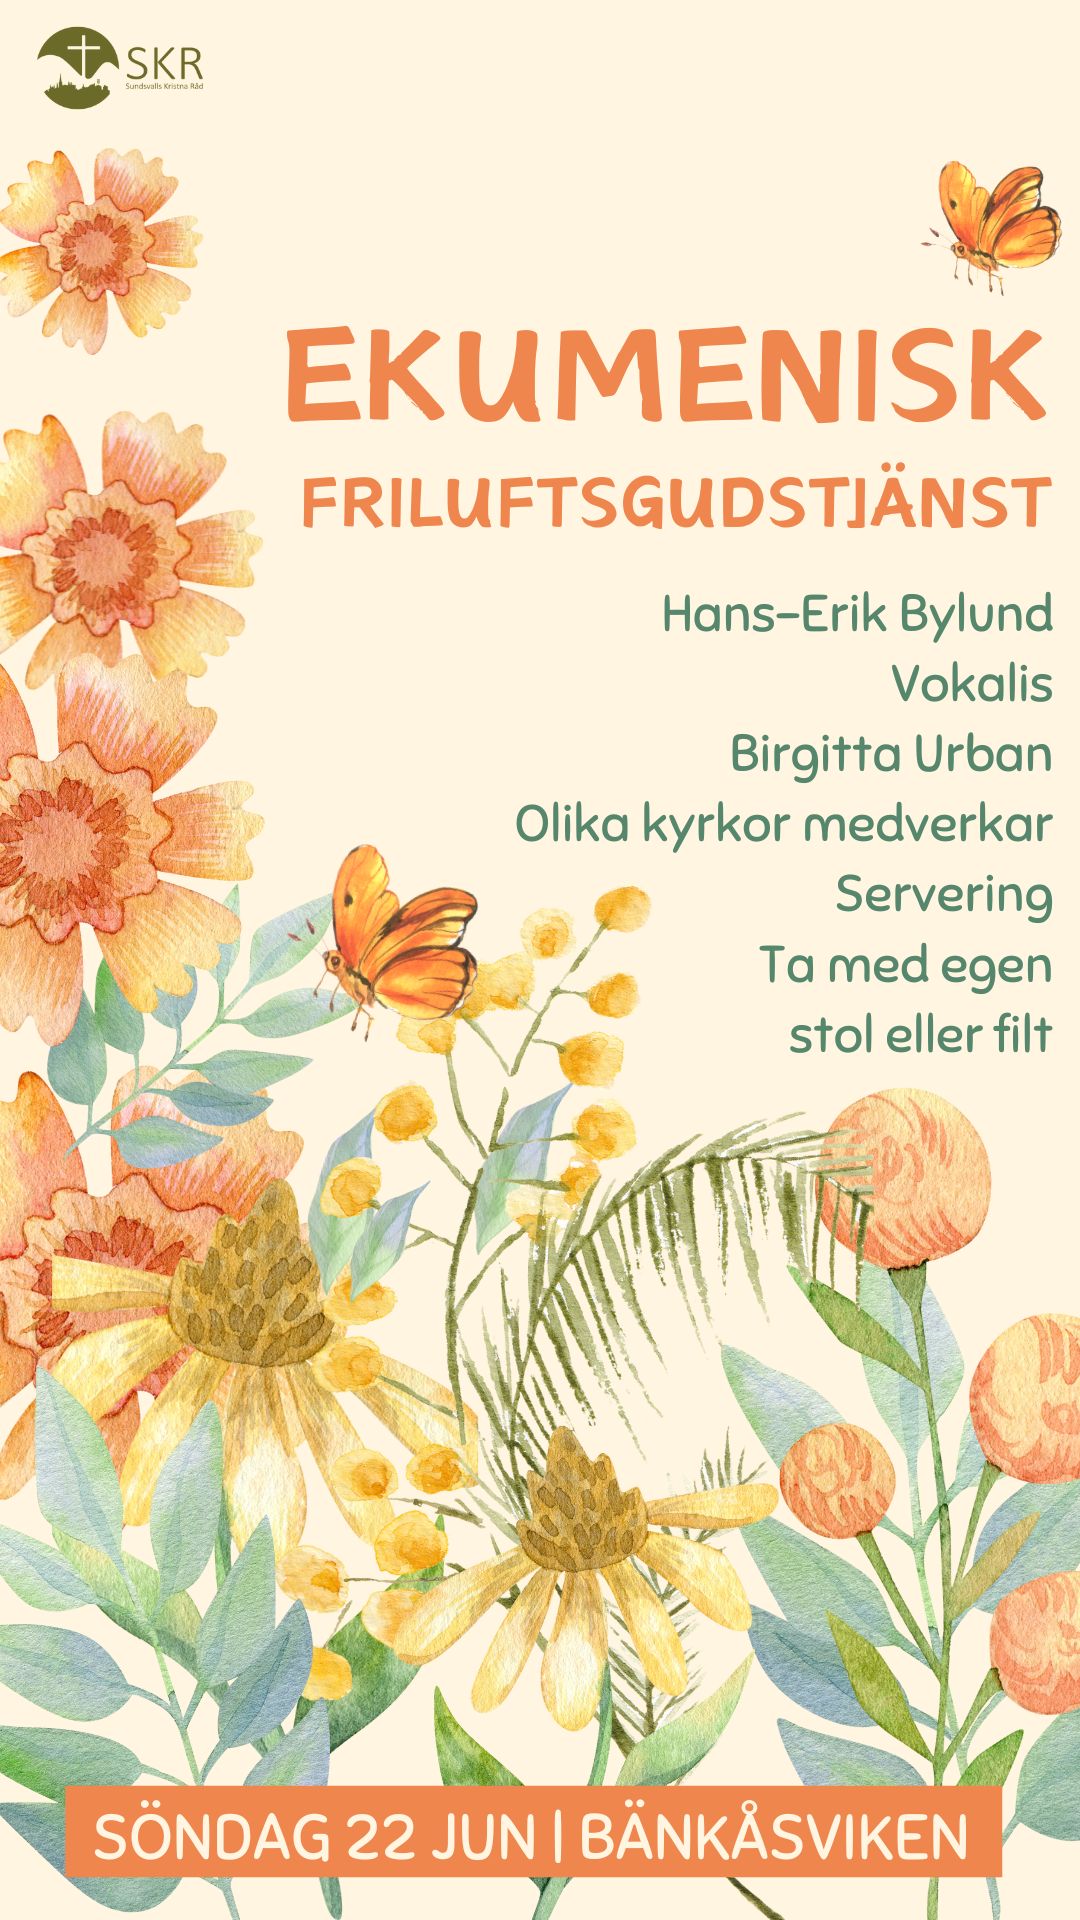 SKR
Sundsvalls Kristna Råd
EKUMENISK
FRILUFTSGUDSTJÄNST
Hans-Erik Bylund
Vokalis
Birgitta Urban
Olika kyrkor medverkar
Servering
Ta med egen
stol eller filt
SÖNDAG 22 JUN | BÄNKÅSVIKEN